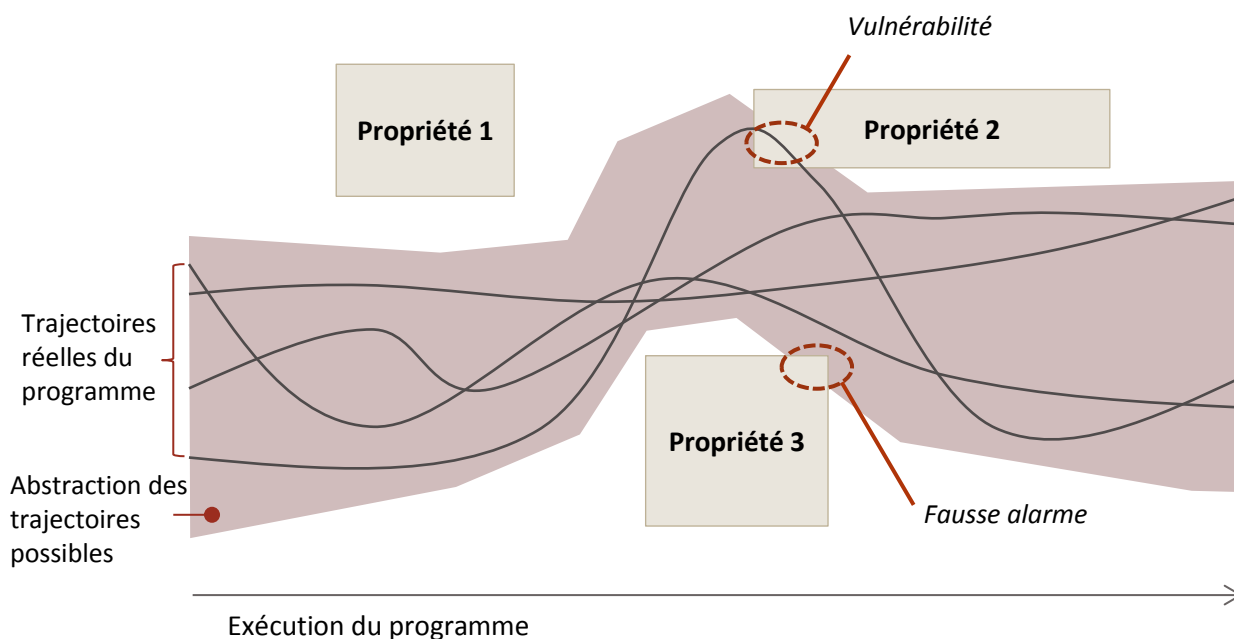 Vulnérabilité
Propriété 1
Propriété 2
Trajectoires
réelles du
programme
Propriété 3
Abstraction des
trajectoires
possibles
Fausse alarme
Exécution du programme